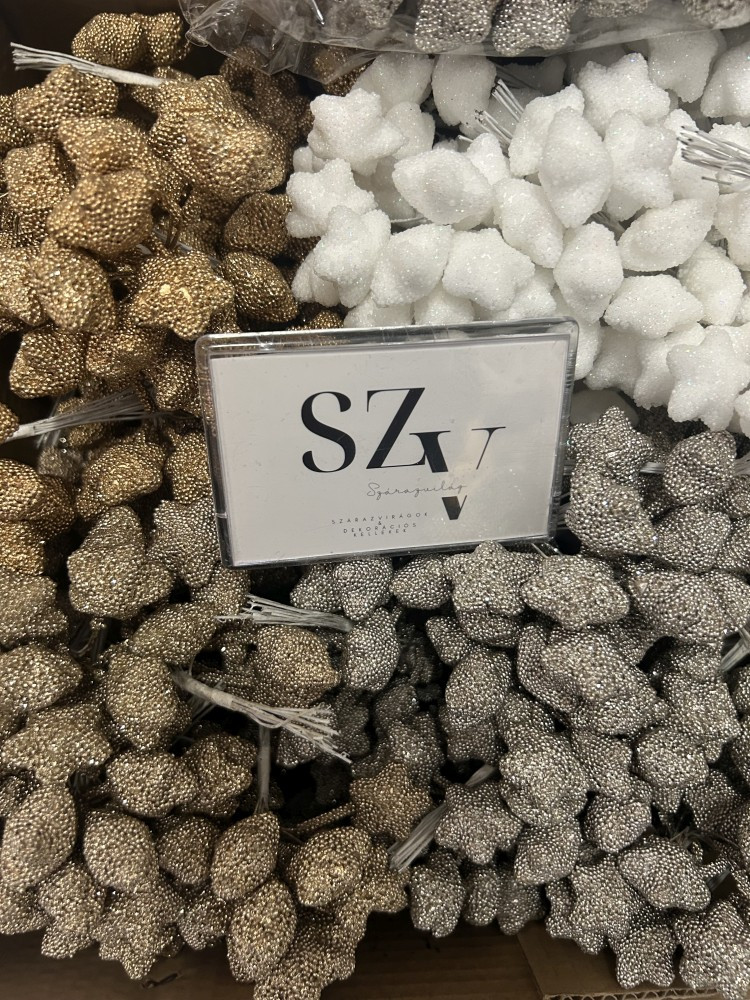 SZV
Szárazvilág
V
SZÁRAZVIRÁGOK
&
DEKORÁCIÓS
KELLÉKEK